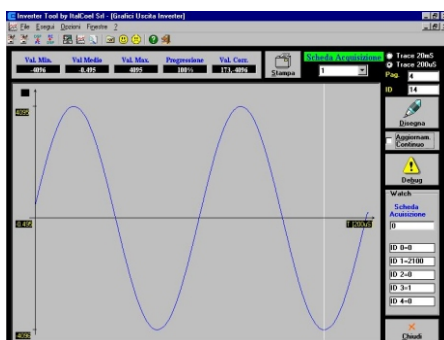 Inverter Tool by ItalCoel Srl - [Grafici Uscita Inverter]
File Esegui Opzioni Finestre ?
Val. Min. Val Medio Val. Max. Progressione Val. Corr.
-4096 -0.495 4095 100% 173,-4096
Stampa
Scheda Acquisizione
1
Trace 20mS
Trace 200uS
Pag. 4
ID 14
Disegna
Aggiornam. Continuo
Debug
Watch
Scheda
Acuisizione
0
ID 0=0
ID 1=2100
ID 2=0
ID 3=1
ID 4=0
Chiudi
4095
-0.495